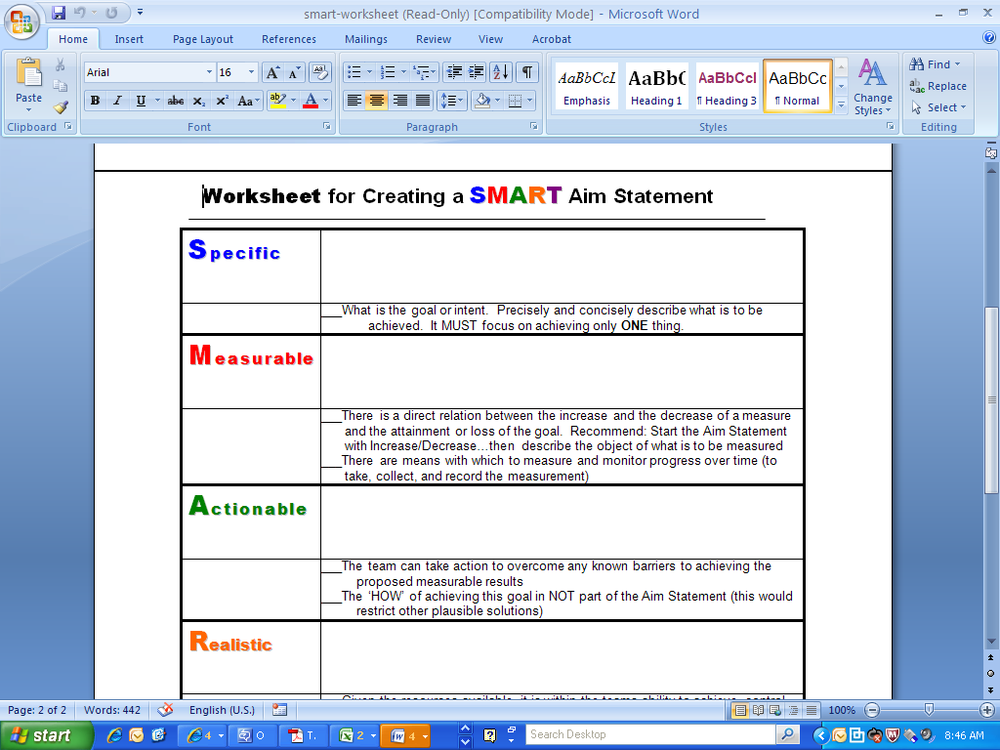 smart-worksheet (Read-Only) [Compatibility Mode] - Microsoft Word
Home Insert Page Layout References Mailings Review View Acrobat
Arial 16
Paste
B I U abc X₂ X² Aa ab A
AaBbCcL AaBbC AaBbCcI AaBbCc
Emphasis Heading 1 ¶ Heading 3 ¶ Normal
Change
Styles
Find
Replace
Select
Clipboard Font Paragraph Styles Editing
Worksheet for Creating a SMART Aim Statement
Specific
___What is the goal or intent. Precisely and concisely describe what is to be
achieved. It MUST focus on achieving only ONE thing.
Measurable
___There is a direct relation between the increase and the decrease of a measure
and the attainment or loss of the goal. Recommend: Start the Aim Statement
with Increase/Decrease...then describe the object of what is to be measured
___There are means with which to measure and monitor progress over time (to
take, collect, and record the measurement)
Actionable
___The team can take action to overcome any known barriers to achieving the
proposed measurable results
___The ‘HOW’ of achieving this goal in NOT part of the Aim Statement (this would
restrict other plausible solutions)
Realistic
Page: 2 of 2 Words: 442 English (U.S.) 100%
start 4 O T. 2 4 Search Desktop 8:46 AM